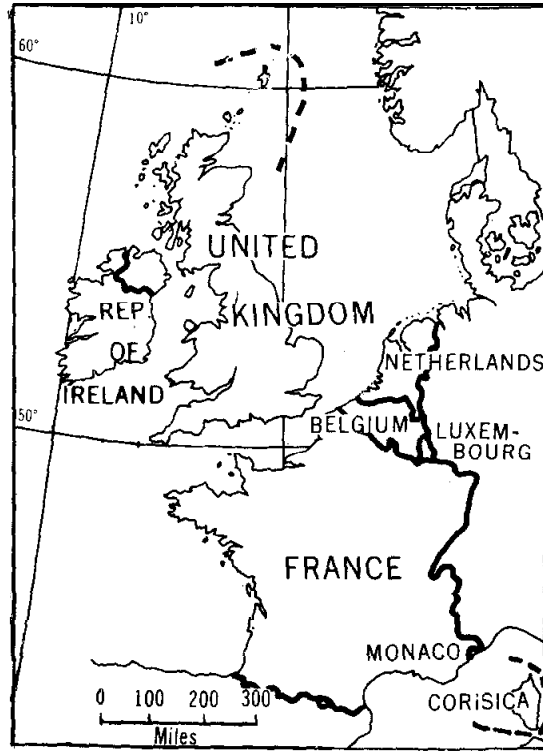 10°
60°
UNITED
KINGDOM
REP
OF
IRELAND
NETHERLANDS
50°
BELGIUM
LUXEM-
BOURG
FRANCE
MONACO
CORiSICA
0 100 200 300
Miles